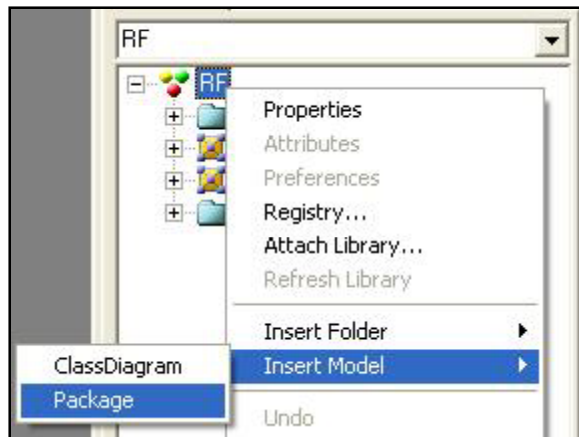 RF
RF
Properties
Attributes
Preferences
Registry...
Attach Library...
Refresh Library
Insert Folder
Insert Model
ClassDiagram
Package
Undo